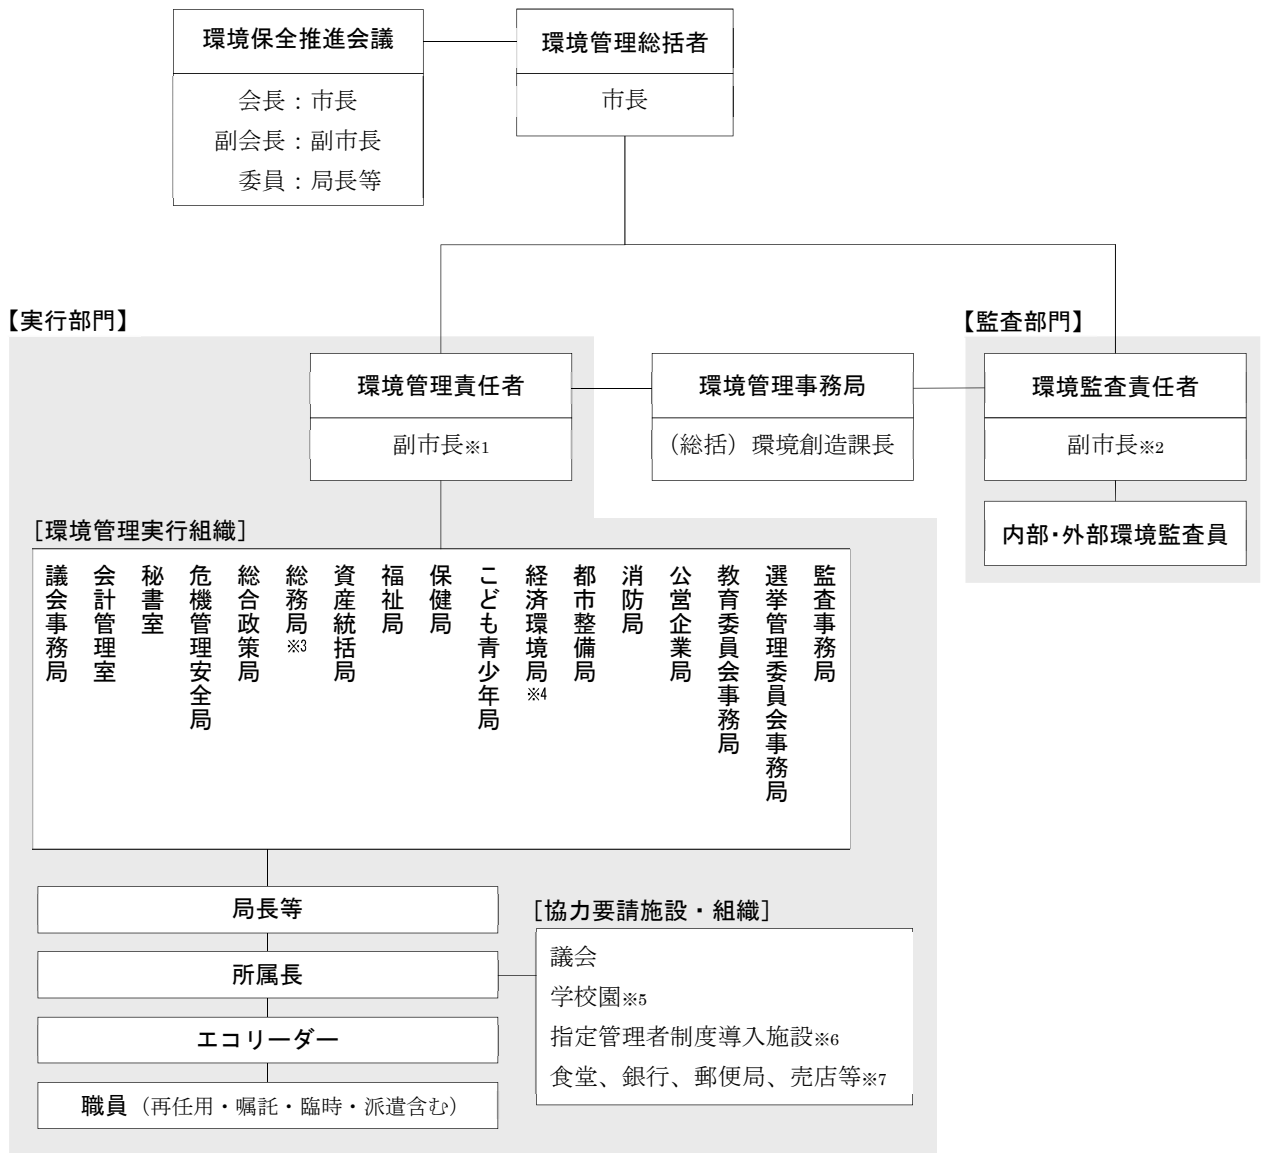 環境保全推進会議
会長：市長
副会長：副市長
委員：局長等
環境管理総括者
市長
【実行部門】
【監査部門】
環境管理責任者
副市長※1
環境管理事務局
（総括）環境創造課長
環境監査責任者
副市長※2
内部・外部環境監査員
［環境管理実行組織］
議会事務局
会計管理室
秘書室
危機管理安全局
総合政策局
総務局※3
資産統括局
福祉局
保健局
こども青少年局
経済環境局※4
都市整備局
消防局
公営企業局
教育委員会事務局
選挙管理委員会事務局
監査事務局
局長等
所属長
エコリーダー
職員（再任用・嘱託・臨時・派遣含む）
［協力要請施設・組織］
議会
学校園※5
指定管理者制度導入施設※6
食堂、銀行、郵便局、売店等※7